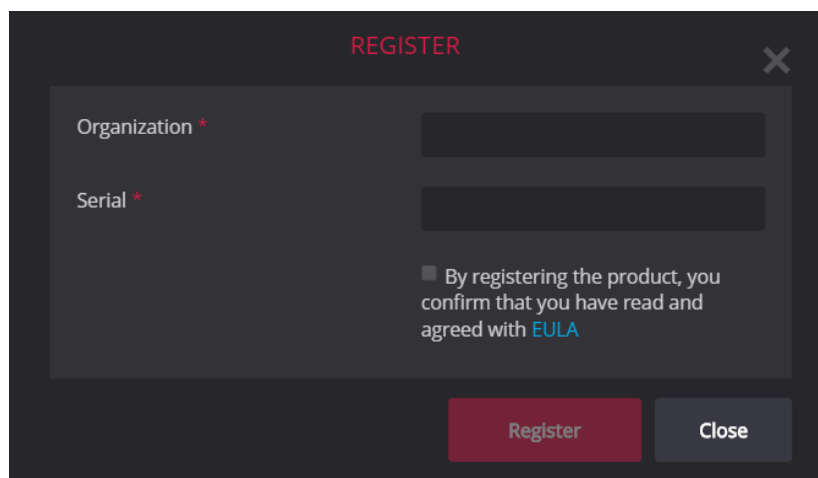 REGISTER
Organization *
Serial *
By registering the product, you
confirm that you have read and
agreed with EULA
Register
Close